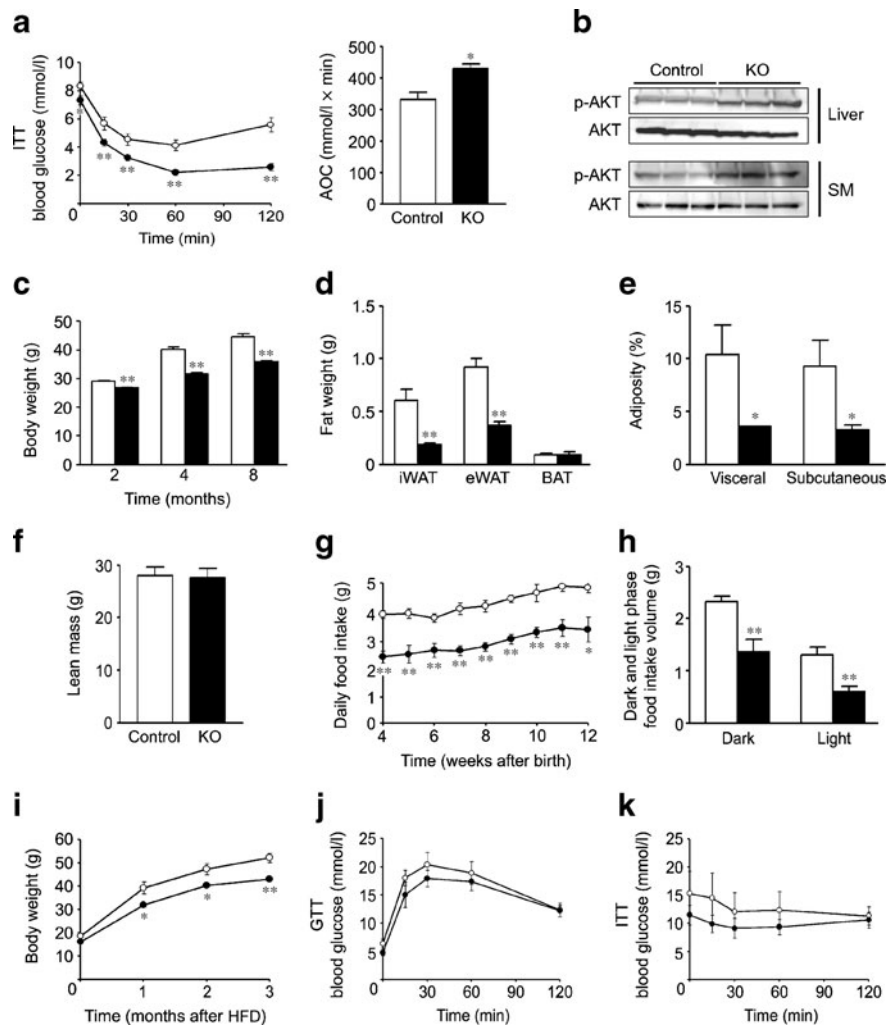 a
ITT
blood glucose (mmol/l)
10
8
6
4
2
0 30 60 90 120
Time (min)
AOC (mmol/l × min)
500
400
300
200
100
0
*
Control KO
** ** ** **
*
b
Control KO
p-AKT
AKT
Liver
p-AKT
AKT
SM
c
Body weight (g)
50
40
30
20
10
0
** ** **
2 4 8
Time (months)
d
Fat weight (g)
1.5
1.0
0.5
0
** **
iWAT eWAT BAT
e
Adiposity (%)
15
10
5
0
* *
Visceral Subcutaneous
f
Lean mass (g)
30
20
10
0
Control KO
g
Daily food intake (g)
6
5
4
3
2
1
0
** ** ** ** ** ** ** ** *
4 6 8 10 12
Time (weeks after birth)
h
Dark and light phase
food intake volume (g)
3
2
1
0
** **
Dark Light
i
Body weight (g)
60
50
40
30
20
10
0 1 2 3
* * **
Time (months after HFD)
j
GTT
blood glucose (mmol/l)
25
20
15
10
5
0 30 60 90 120
Time (min)
k
ITT
blood glucose (mmol/l)
25
20
15
10
5
0 30 60 90 120
Time (min)